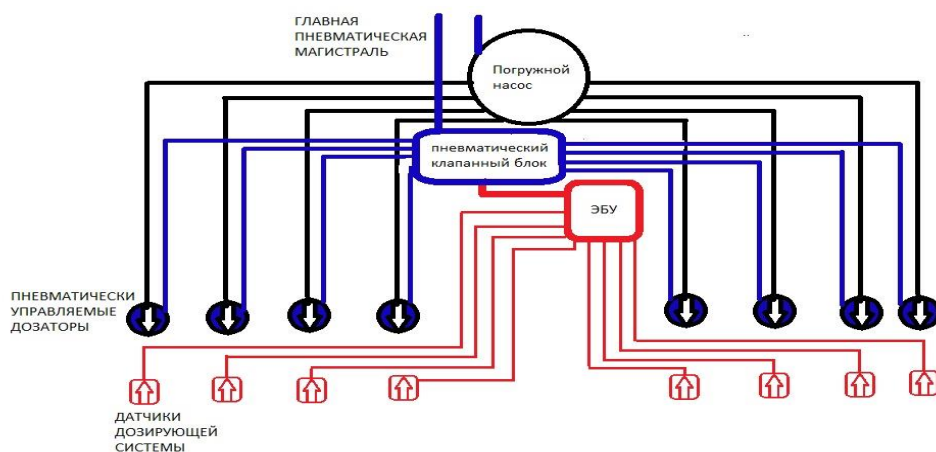 ГЛАВНАЯ
ПНЕВМАТИЧЕСКАЯ
МАГИСТРАЛЬ
Погружной
насос
пневматический
клапанный блок
ЭБУ
ПНЕВМАТИЧЕСКИ
УПРАВЛЯЕМЫЕ
ДОЗАТОРЫ
ДАТЧИКИ
ДОЗИРУЮЩЕЙ
СИСТЕМЫ